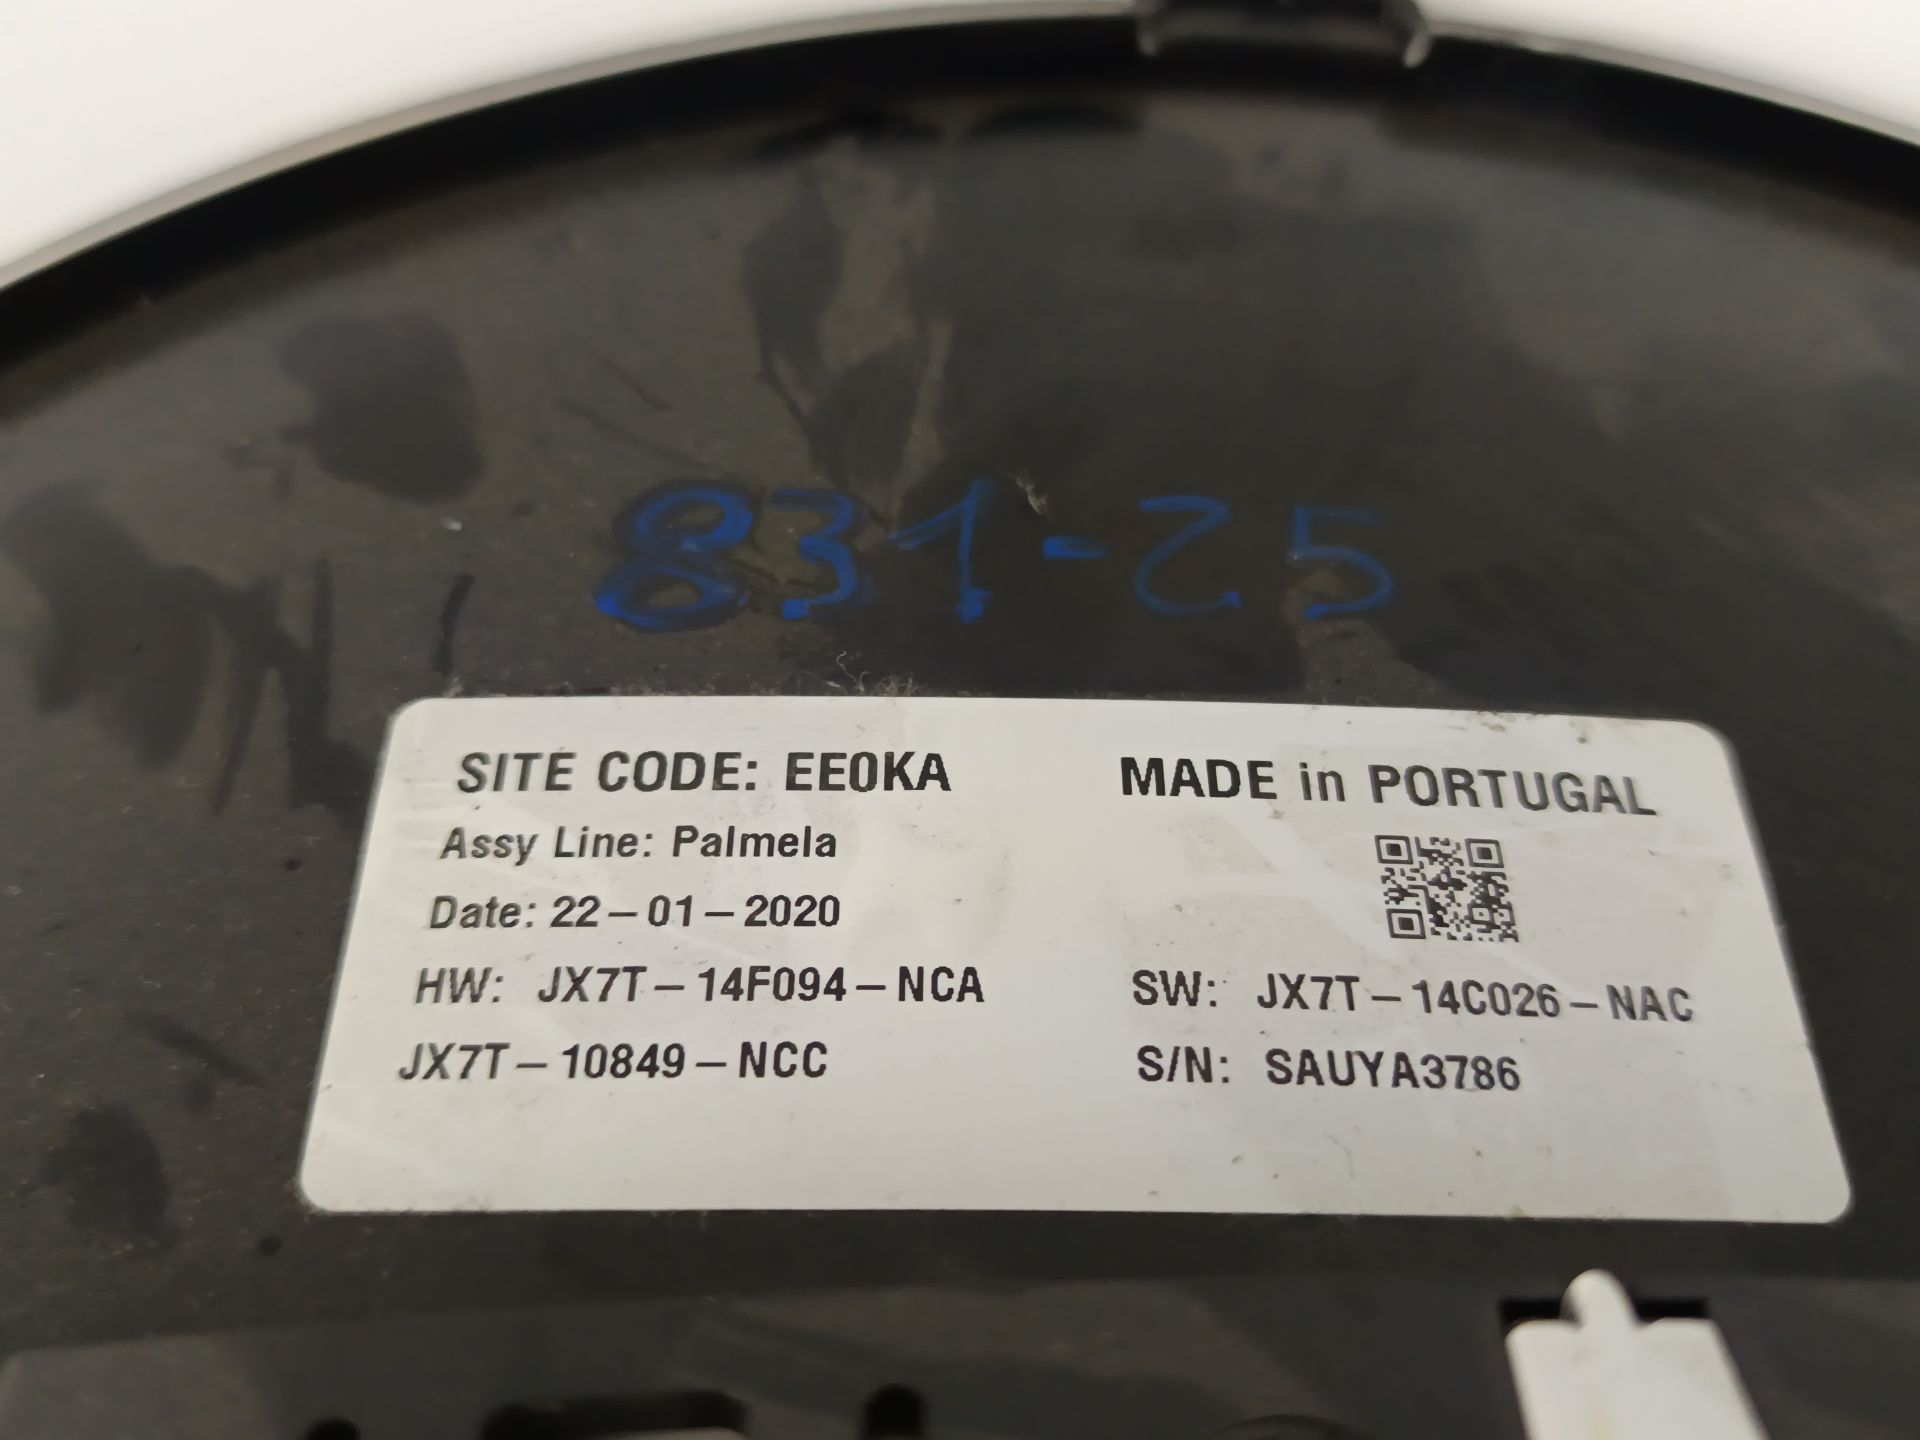 831-25
SITE CODE: EE0KA
MADE in PORTUGAL
Assy Line: Palmela
Date: 22-01-2020
HW: JX7T-14F094-NCA
SW: JX7T-14C026-NAC
JX7T-10849-NCC
S/N: SAUYA3786